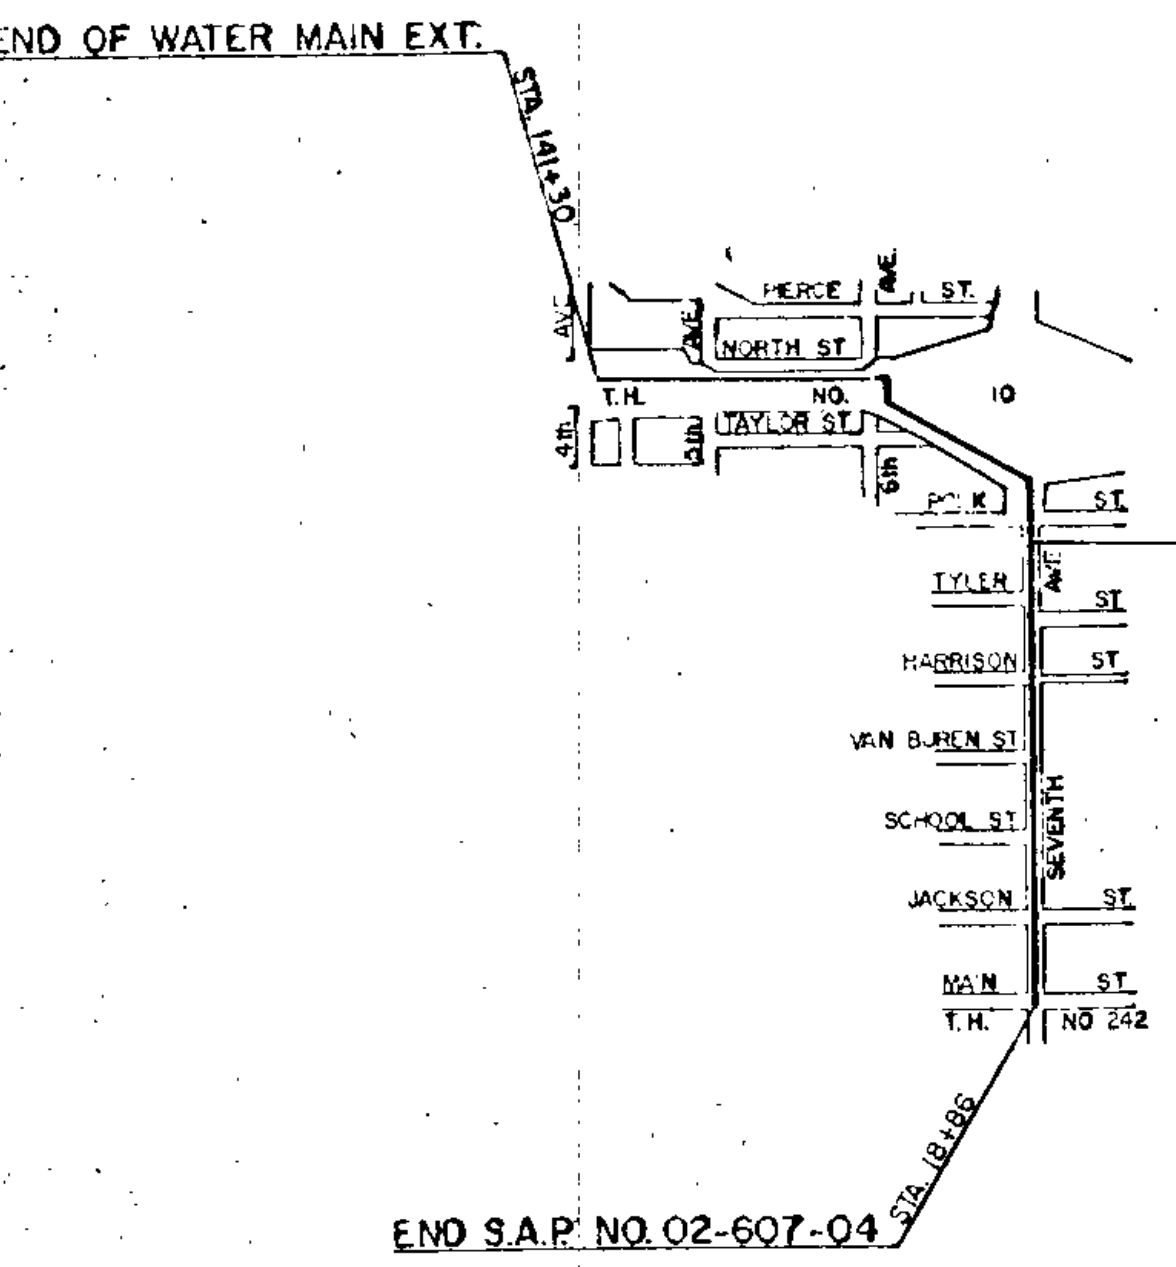 END OF WATER MAIN EXT.
STA. 141+30
AVE
AVE.
PIERCE ST.
AVE.
NORTH ST
T.H. NO. 10
4th
5th
TAYLOR ST.
6th
POLK ST.
AVE
TYLER ST
HARRISON ST
VAN BUREN ST
SCHOOL ST
SEVENTH
JACKSON ST.
MAIN ST
T.H. NO 242
STA. 18+86
END S.A.P. NO. 02-607-04